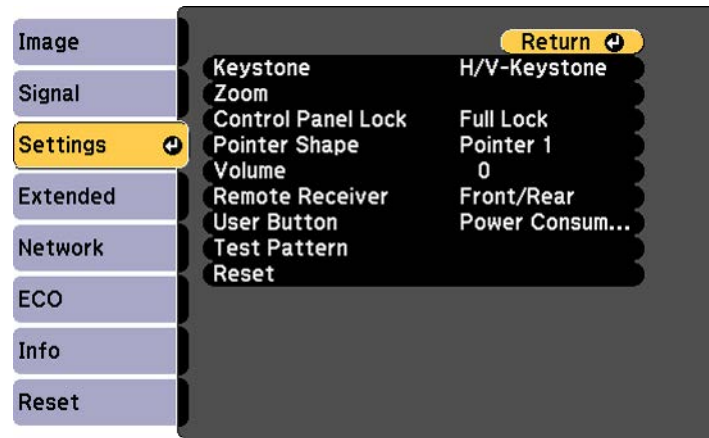 Image
Signal
Settings
Extended
Network
ECO
Info
Reset
Return
Keystone H/V-Keystone
Zoom
Control Panel Lock Full Lock
Pointer Shape Pointer 1
Volume 0
Remote Receiver Front/Rear
User Button Power Consum...
Test Pattern
Reset